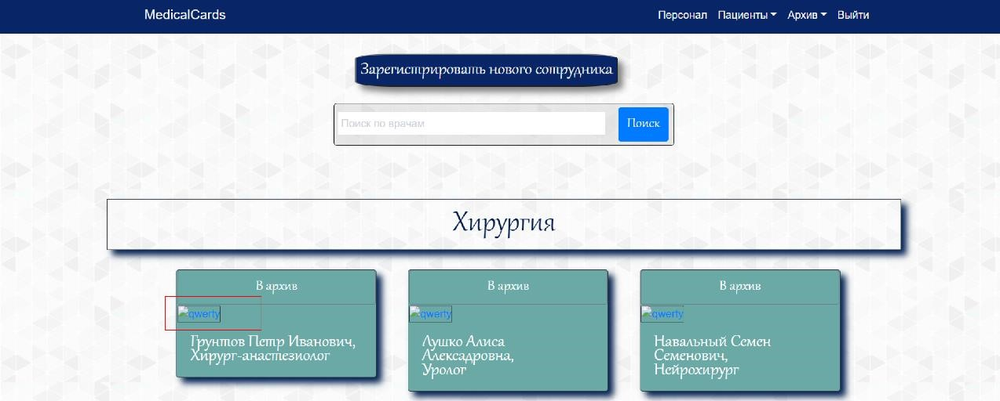 MedicalCards Персонал Пациенты Архив Выйти
Зарегистрировать нового сотрудника
Поиск по врачам Поиск
Хирургия
В архив
qwerty
Грунтов Петр Иванович,
Хирург-анастезиолог
В архив
qwerty
Лушко Алиса
Алексадровна,
Уролог
В архив
qwerty
Навальный Семен
Семенович,
Нейрохирург